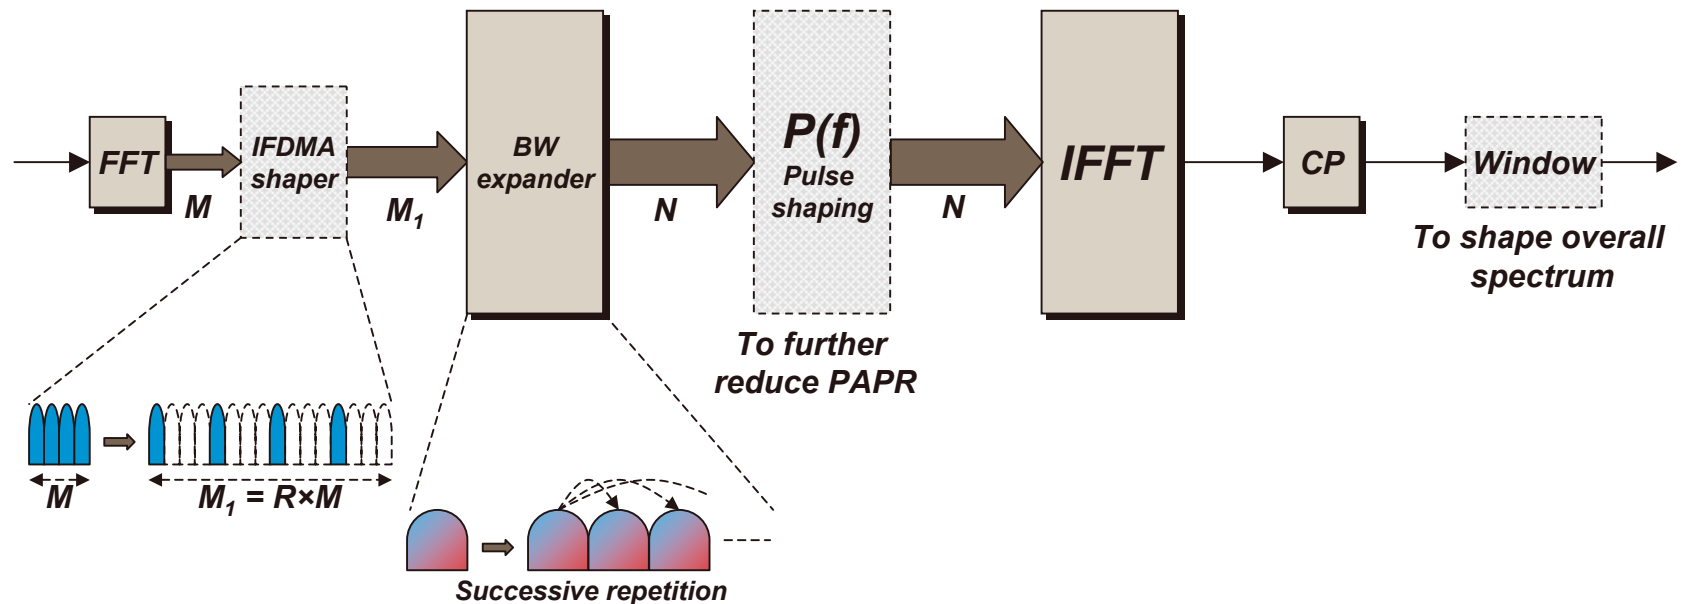 FFT
M
IFDMA
shaper
M₁
BW
expander
N
P(f)
Pulse
shaping
N
IFFT
CP
Window
To shape overall
spectrum
To further
reduce PAPR
M
M₁ = R×M
Successive repetition